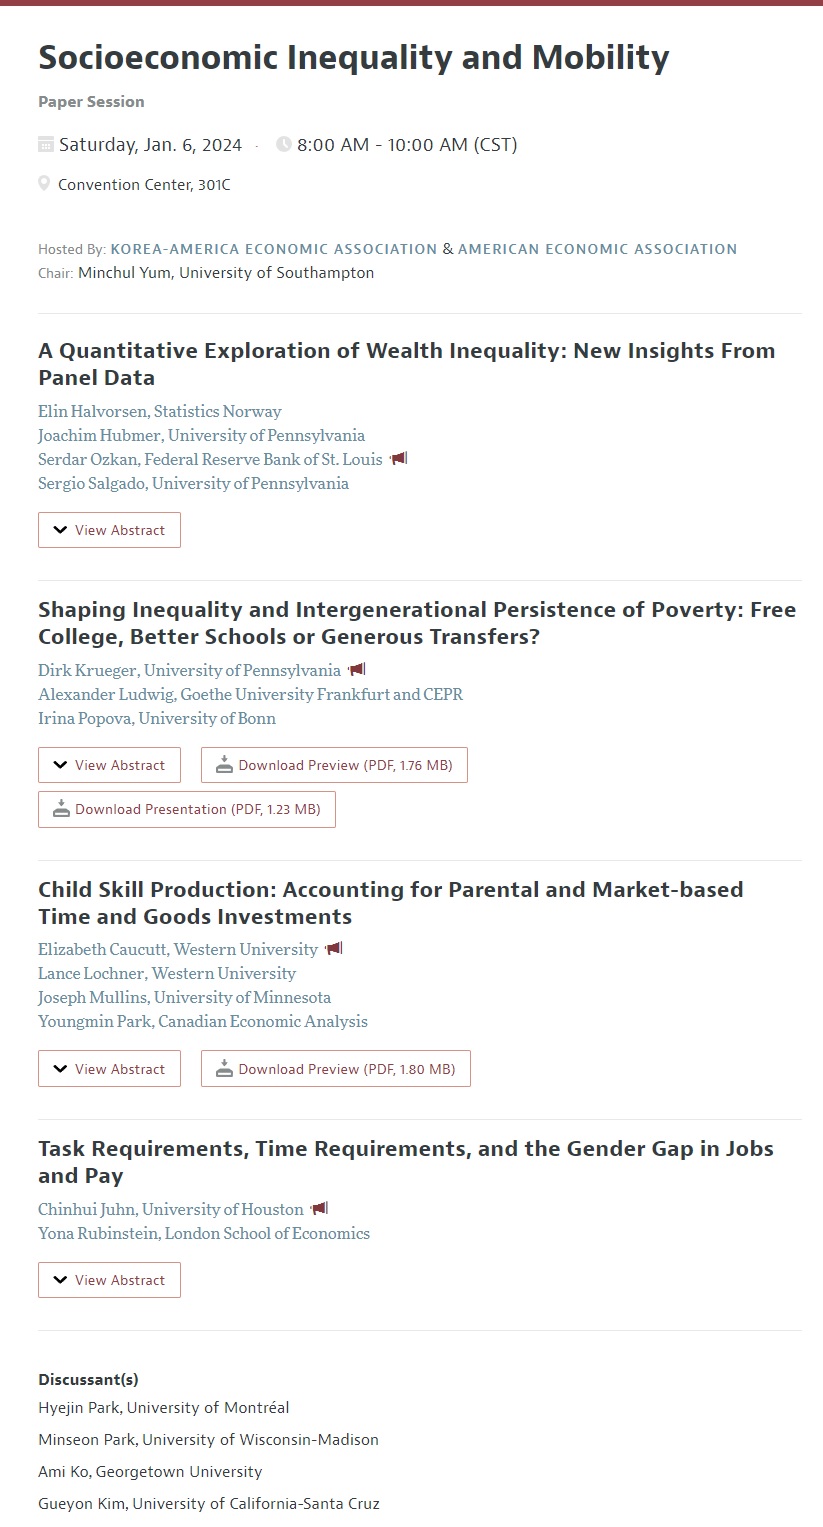 Socioeconomic Inequality and Mobility
Paper Session
Saturday, Jan. 6, 2024 · 8:00 AM - 10:00 AM (CST)
Convention Center, 301C
Hosted By: KOREA-AMERICA ECONOMIC ASSOCIATION & AMERICAN ECONOMIC ASSOCIATION
Chair: Minchul Yum, University of Southampton
A Quantitative Exploration of Wealth Inequality: New Insights From
Panel Data
Elin Halvorsen, Statistics Norway
Joachim Hubmer, University of Pennsylvania
Serdar Ozkan, Federal Reserve Bank of St. Louis
Sergio Salgado, University of Pennsylvania
View Abstract
Shaping Inequality and Intergenerational Persistence of Poverty: Free
College, Better Schools or Generous Transfers?
Dirk Krueger, University of Pennsylvania
Alexander Ludwig, Goethe University Frankfurt and CEPR
Irina Popova, University of Bonn
View Abstract Download Preview (PDF, 1.76 MB)
Download Presentation (PDF, 1.23 MB)
Child Skill Production: Accounting for Parental and Market-based
Time and Goods Investments
Elizabeth Caucutt, Western University
Lance Lochner, Western University
Joseph Mullins, University of Minnesota
Youngmin Park, Canadian Economic Analysis
View Abstract Download Preview (PDF, 1.80 MB)
Task Requirements, Time Requirements, and the Gender Gap in Jobs
and Pay
Chinhui Juhn, University of Houston
Yona Rubinstein, London School of Economics
View Abstract
Discussant(s)
Hyejin Park, University of Montréal
Minseon Park, University of Wisconsin-Madison
Ami Ko, Georgetown University
Gueyon Kim, University of California-Santa Cruz